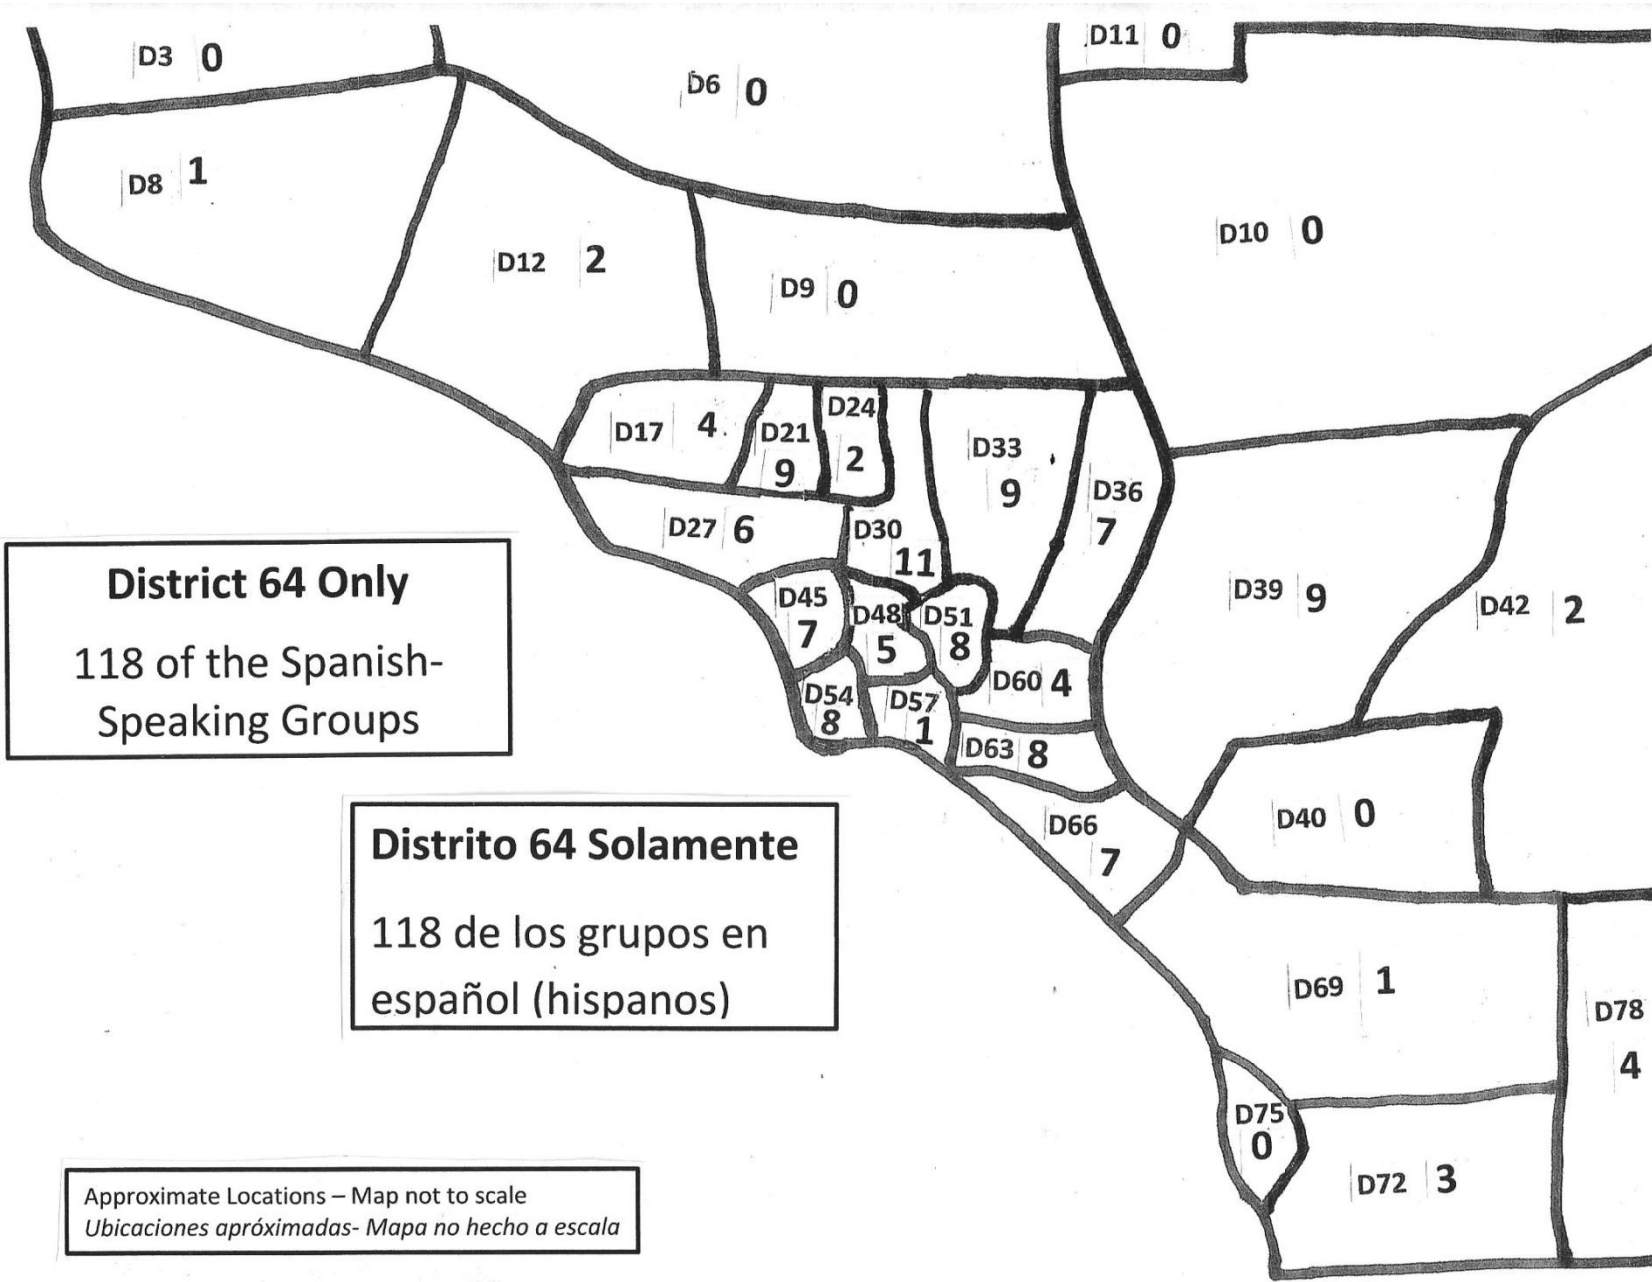 D3 0
D11 0
D6 0
D8 1
D10 0
D12 2
D9 0
D24
2
D17 4
D21
9
D33
9
D36
7
D27 6
D30
11
District 64 Only
118 of the Spanish-
Speaking Groups
D45
7
D48
5
D51
8
D39 9
D42 2
D60 4
D54
8
D57
1
D63 8
D66
7
D40 0
Distrito 64 Solamente
118 de los grupos en
español (hispanos)
D69 1
D78
4
D75
0
D72 3
Approximate Locations – Map not to scale
Ubicaciones apróximadas- Mapa no hecho a escala